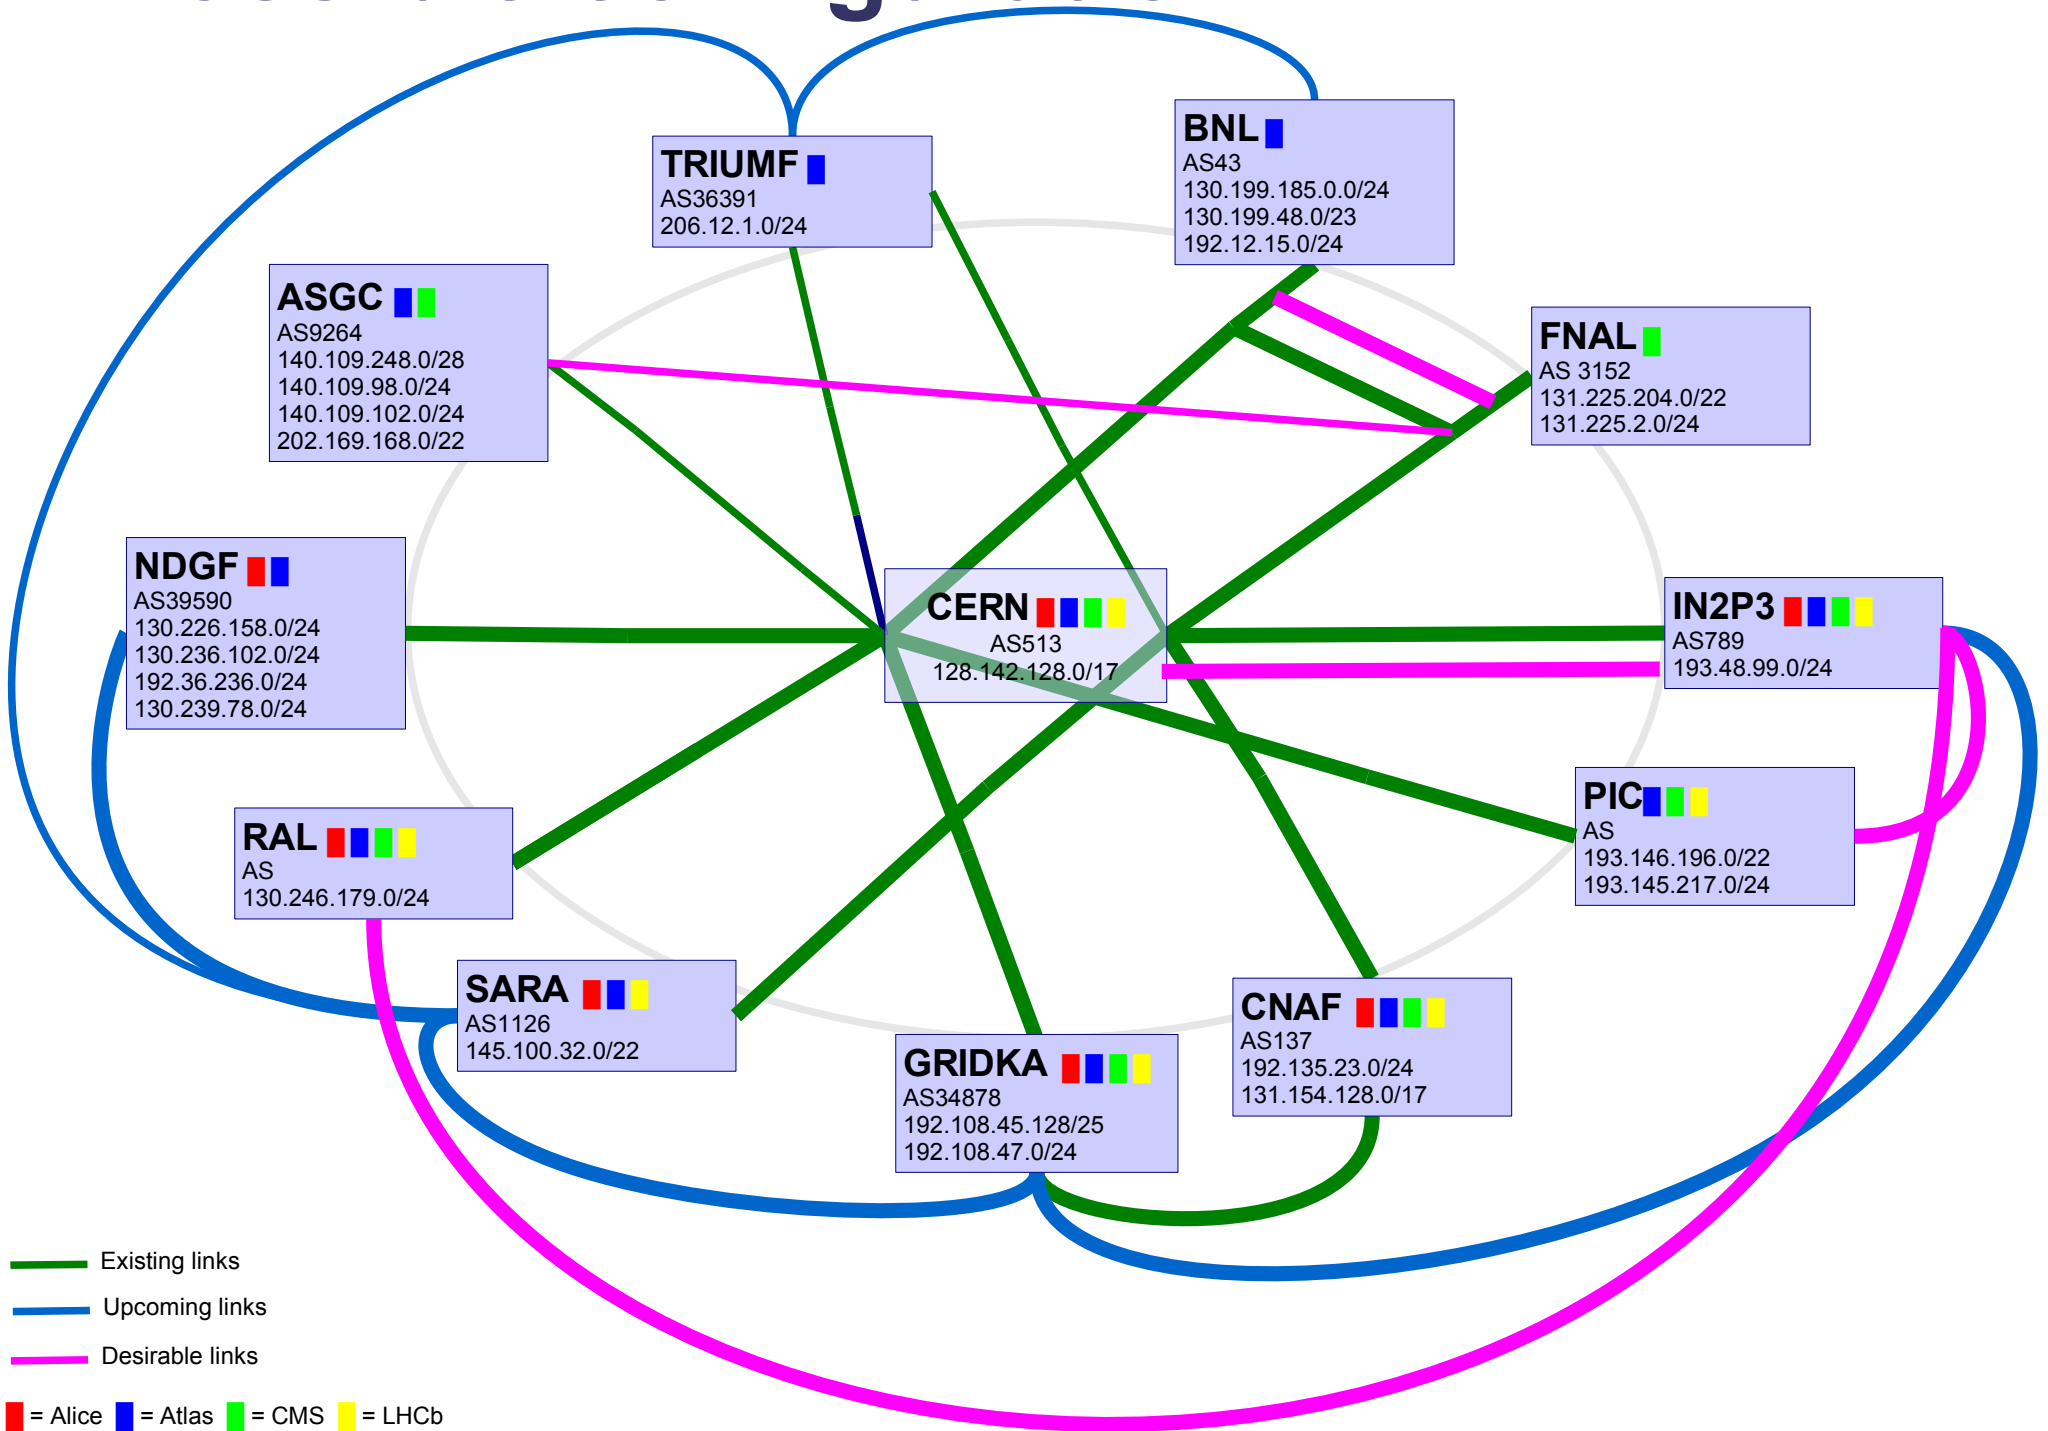 TRIUMF
AS36391
206.12.1.0/24
BNL
AS43
130.199.185.0.0/24
130.199.48.0/23
192.12.15.0/24
ASGC
AS9264
140.109.248.0/28
140.109.98.0/24
140.109.102.0/24
202.169.168.0/22
FNAL
AS 3152
131.225.204.0/22
131.225.2.0/24
NDGF
AS39590
130.226.158.0/24
130.236.102.0/24
192.36.236.0/24
130.239.78.0/24
CERN
AS513
128.142.128.0/17
IN2P3
AS789
193.48.99.0/24
RAL
AS
130.246.179.0/24
PIC
AS
193.146.196.0/22
193.145.217.0/24
SARA
AS1126
145.100.32.0/22
GRIDKA
AS34878
192.108.45.128/25
192.108.47.0/24
CNAF
AS137
192.135.23.0/24
131.154.128.0/17
Existing links
Upcoming links
Desirable links
= Alice = Atlas = CMS = LHCb